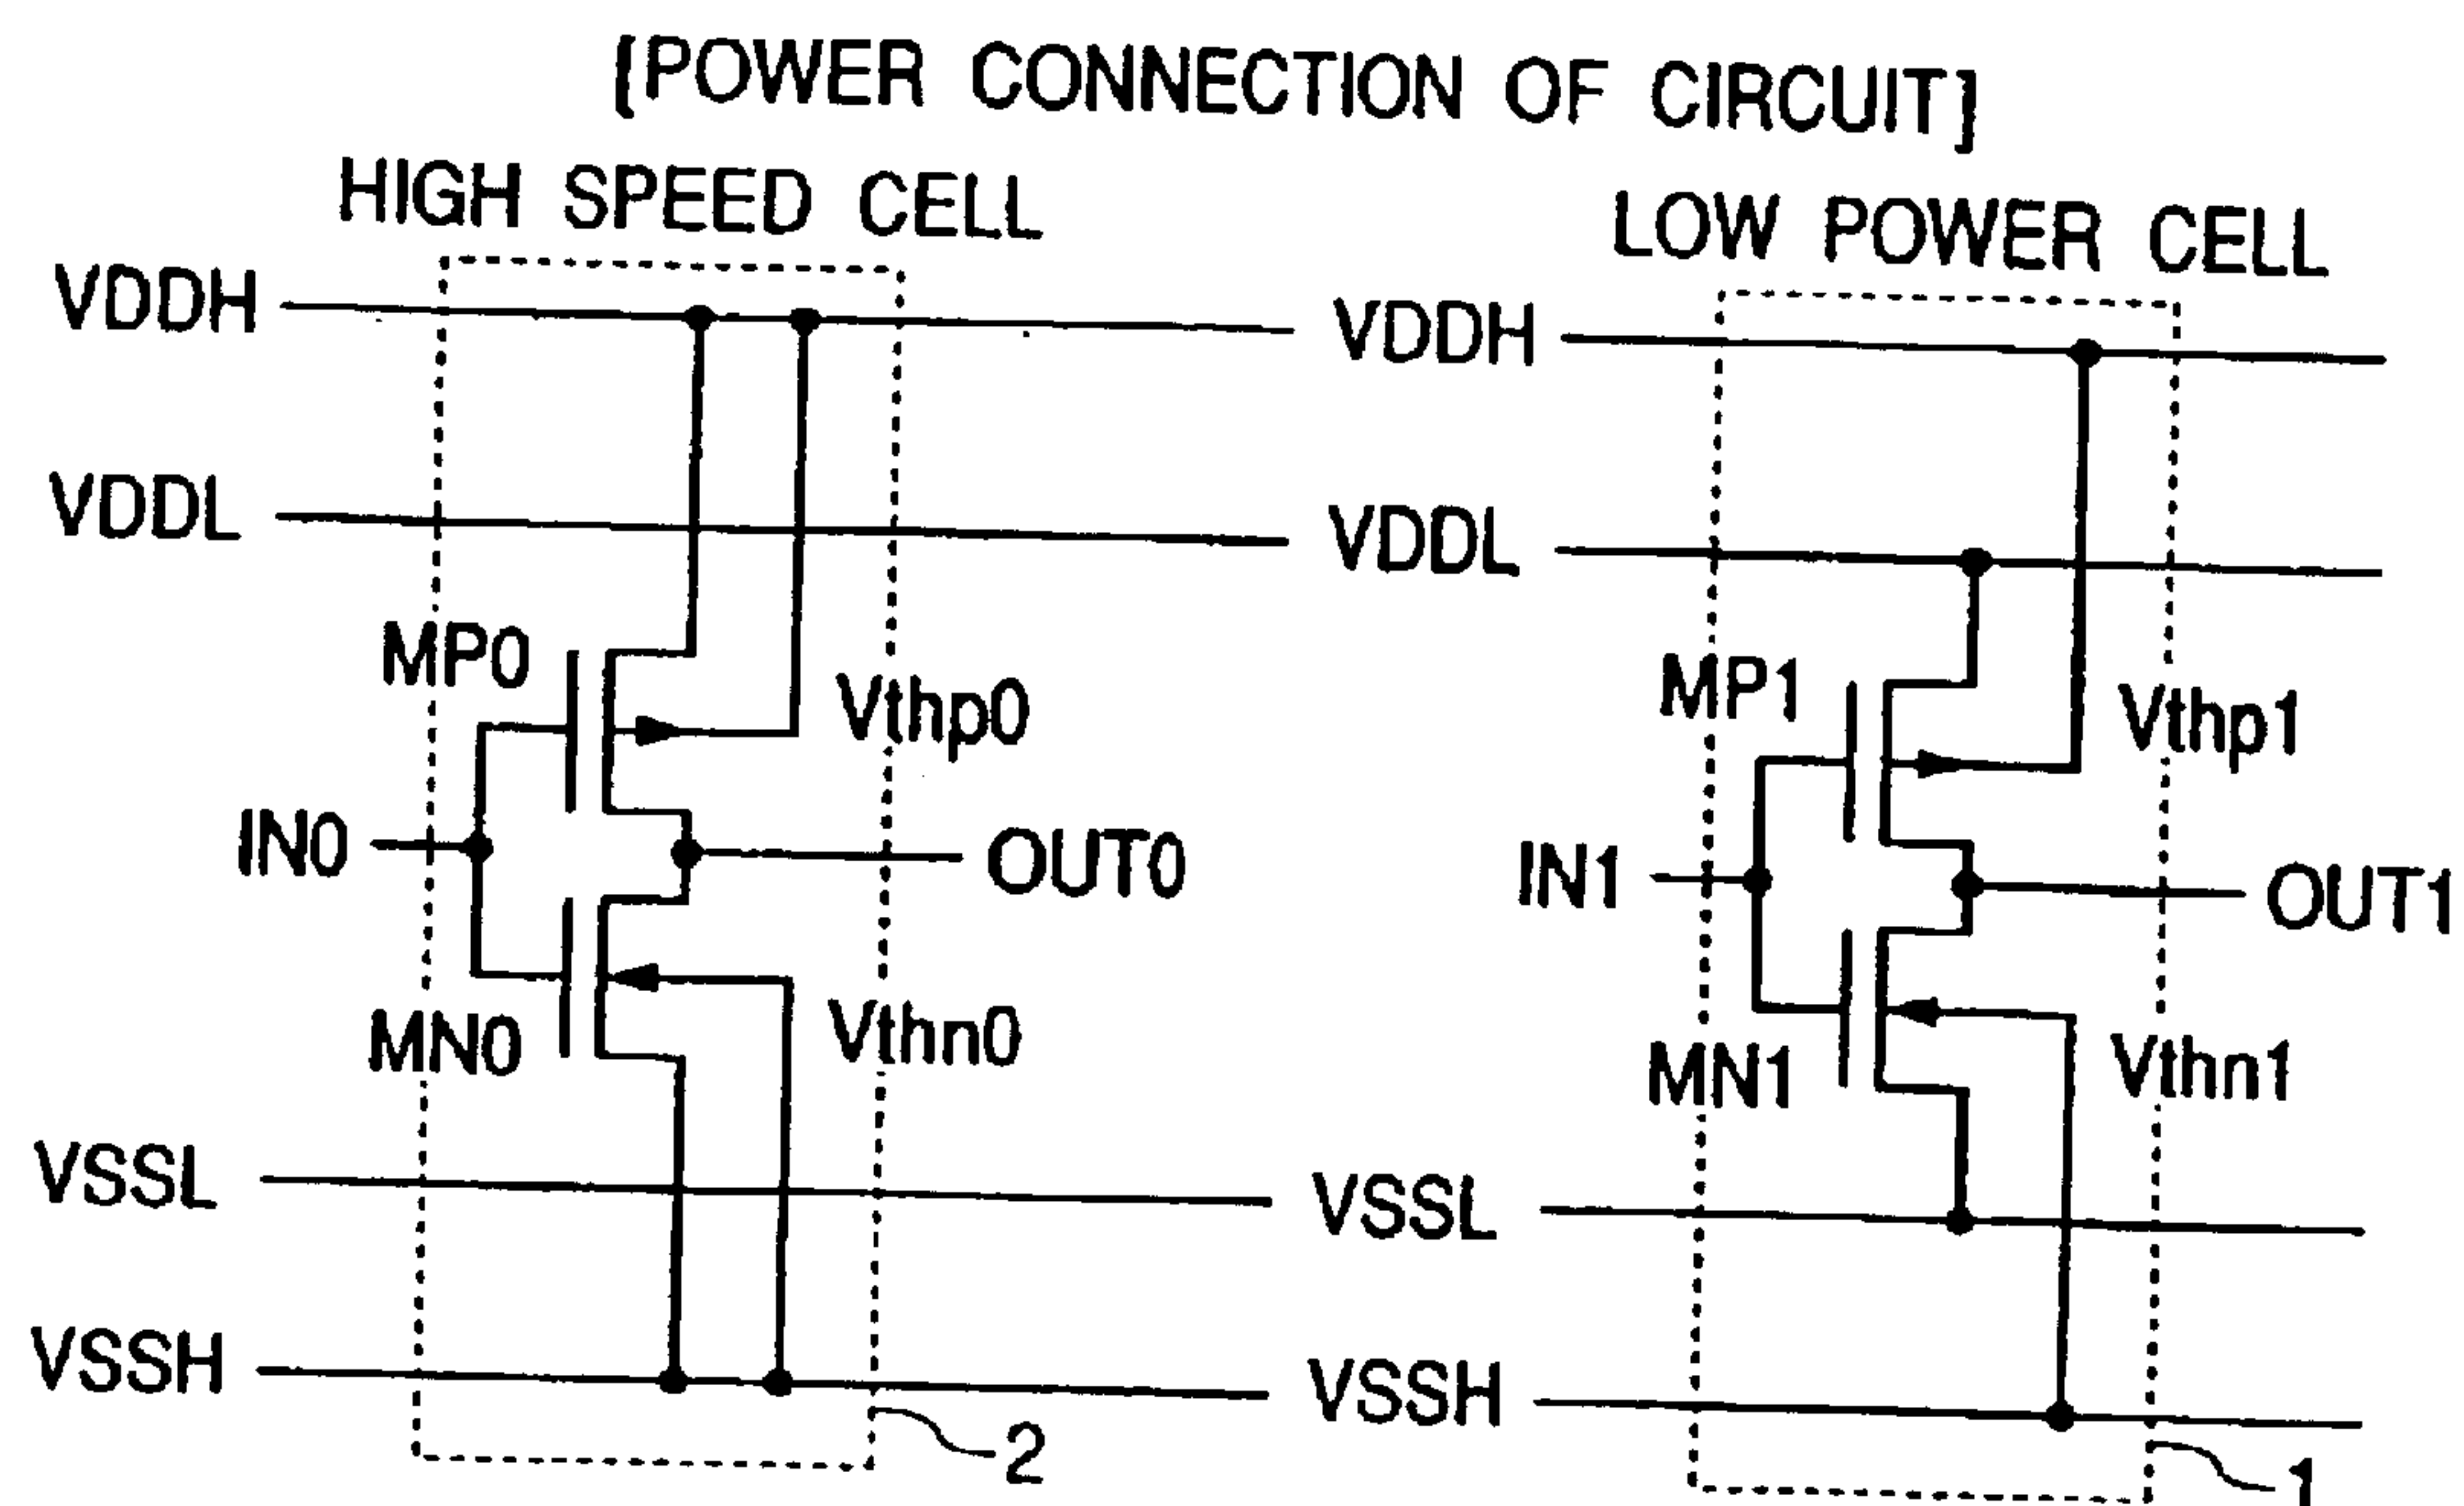 [POWER CONNECTION OF CIRCUIT]
HIGH SPEED CELL
VDDH
VDDL
MP0
Vthp0
IN0
OUT0
MN0
Vthn0
VSSL
VSSH
2
LOW POWER CELL
VDDH
VDDL
MP1
Vthp1
IN1
OUT1
MN1
Vthn1
VSSL
VSSH
1